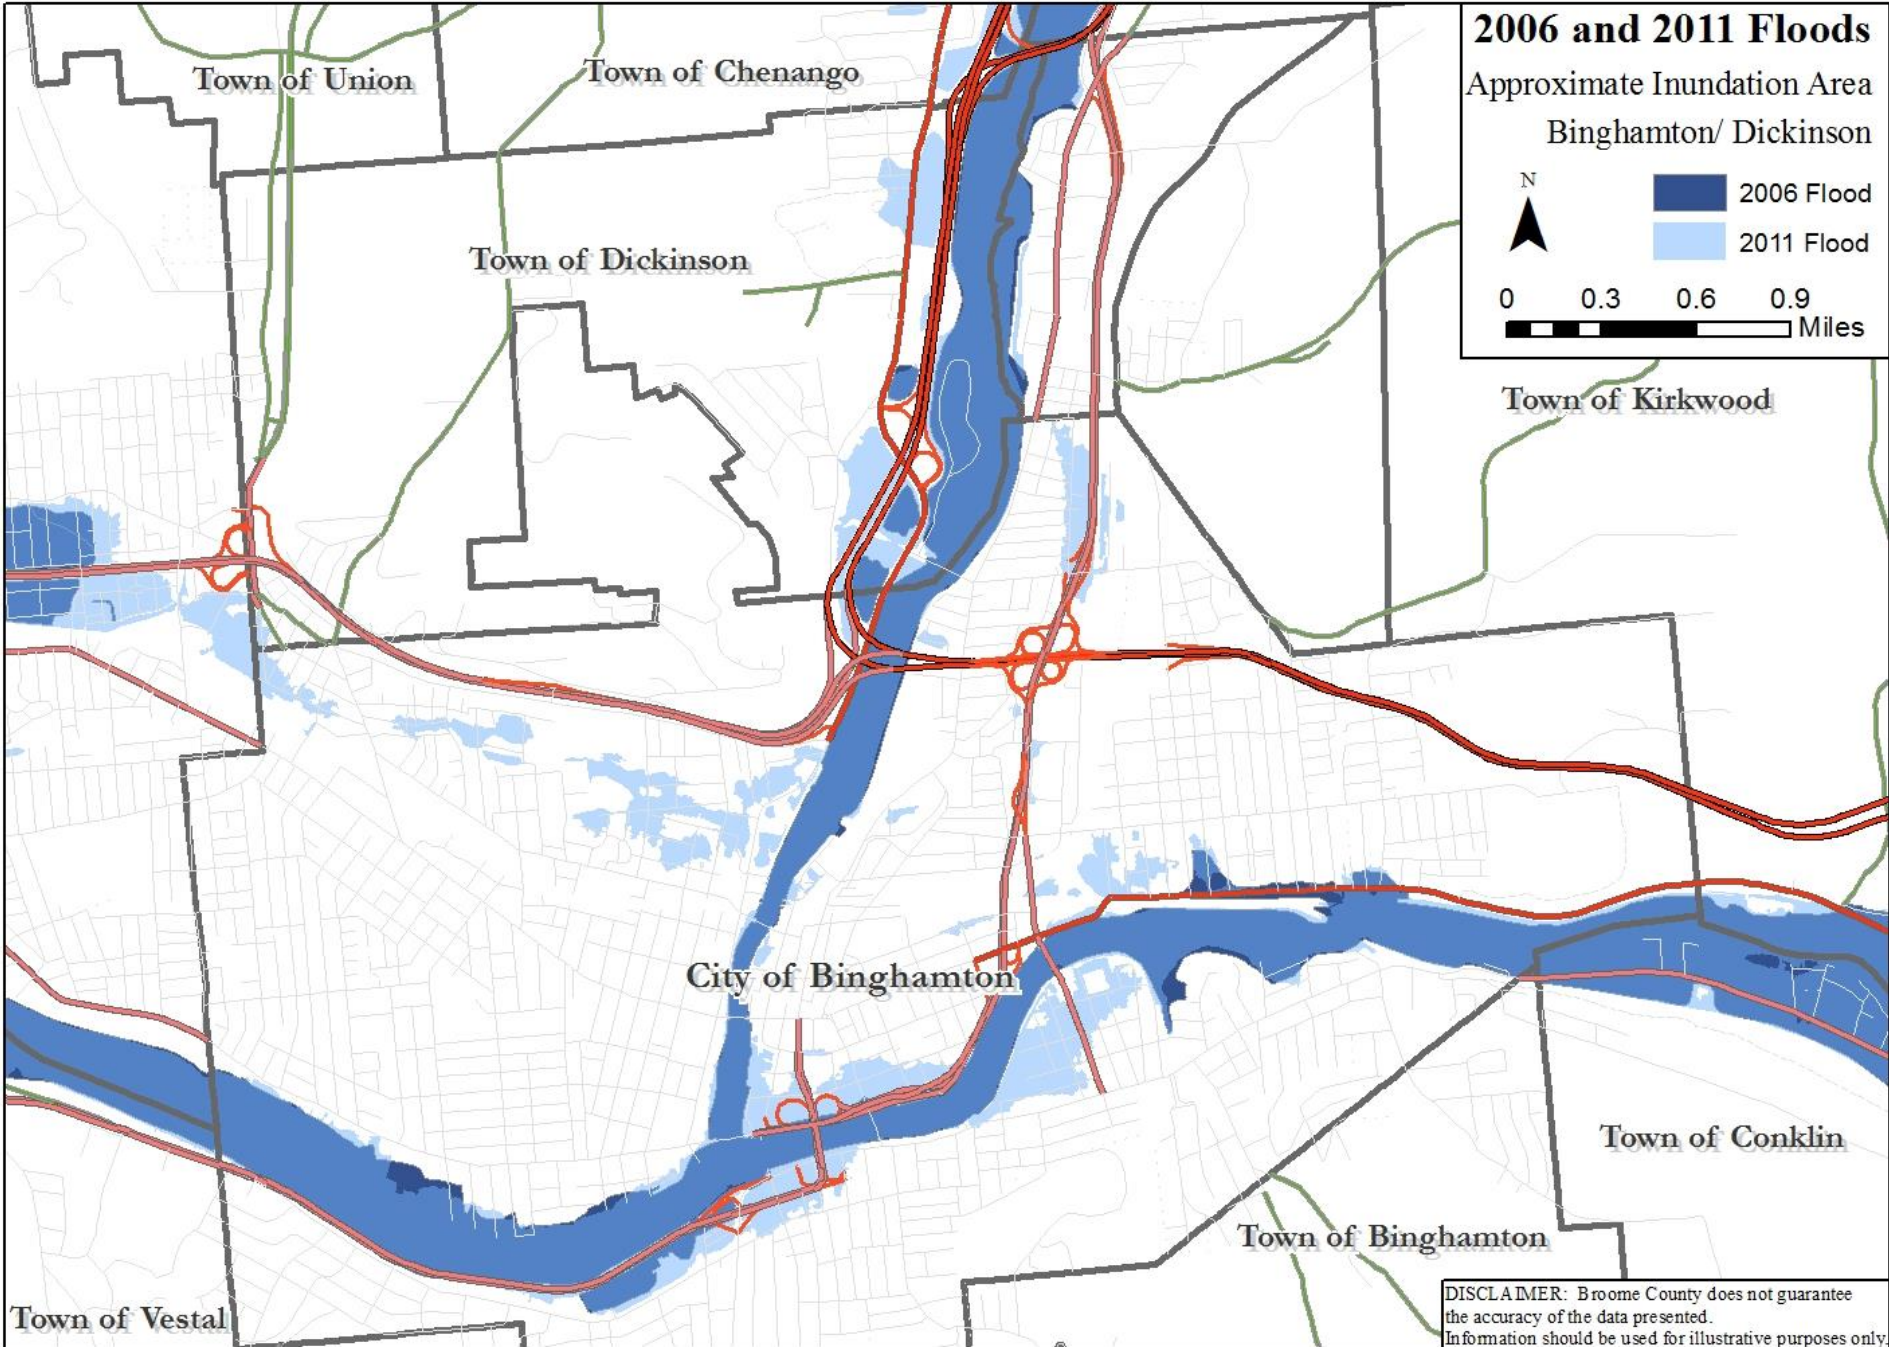 2006 and 2011 Floods
Approximate Inundation Area
Binghamton/ Dickinson
N
2006 Flood
2011 Flood
0 0.3 0.6 0.9
Miles
Town of Union
Town of Chenango
Town of Dickinson
Town of Kirkwood
City of Binghamton
Town of Conklin
Town of Binghamton
Town of Vestal
DISCLAIMER: Broome County does not guarantee
the accuracy of the data presented.
Information should be used for illustrative purposes only.